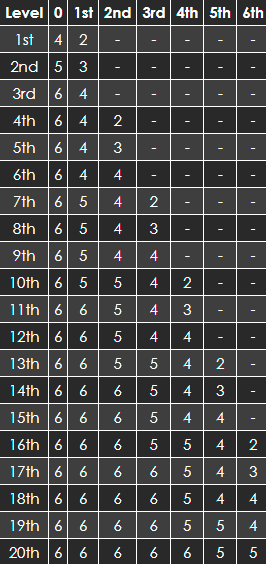 Level 0 1st 2nd 3rd 4th 5th 6th
1st 4 2 - - - - -
2nd 5 3 - - - - -
3rd 6 4 - - - - -
4th 6 4 2 - - - -
5th 6 4 3 - - - -
6th 6 4 4 - - - -
7th 6 5 4 2 - - -
8th 6 5 4 3 - - -
9th 6 5 4 4 - - -
10th 6 5 5 4 2 - -
11th 6 6 5 4 3 - -
12th 6 6 5 4 4 - -
13th 6 6 5 5 4 2 -
14th 6 6 6 5 4 3 -
15th 6 6 6 5 4 4 -
16th 6 6 6 5 5 4 2
17th 6 6 6 6 5 4 3
18th 6 6 6 6 5 4 4
19th 6 6 6 6 5 5 4
20th 6 6 6 6 6 5 5